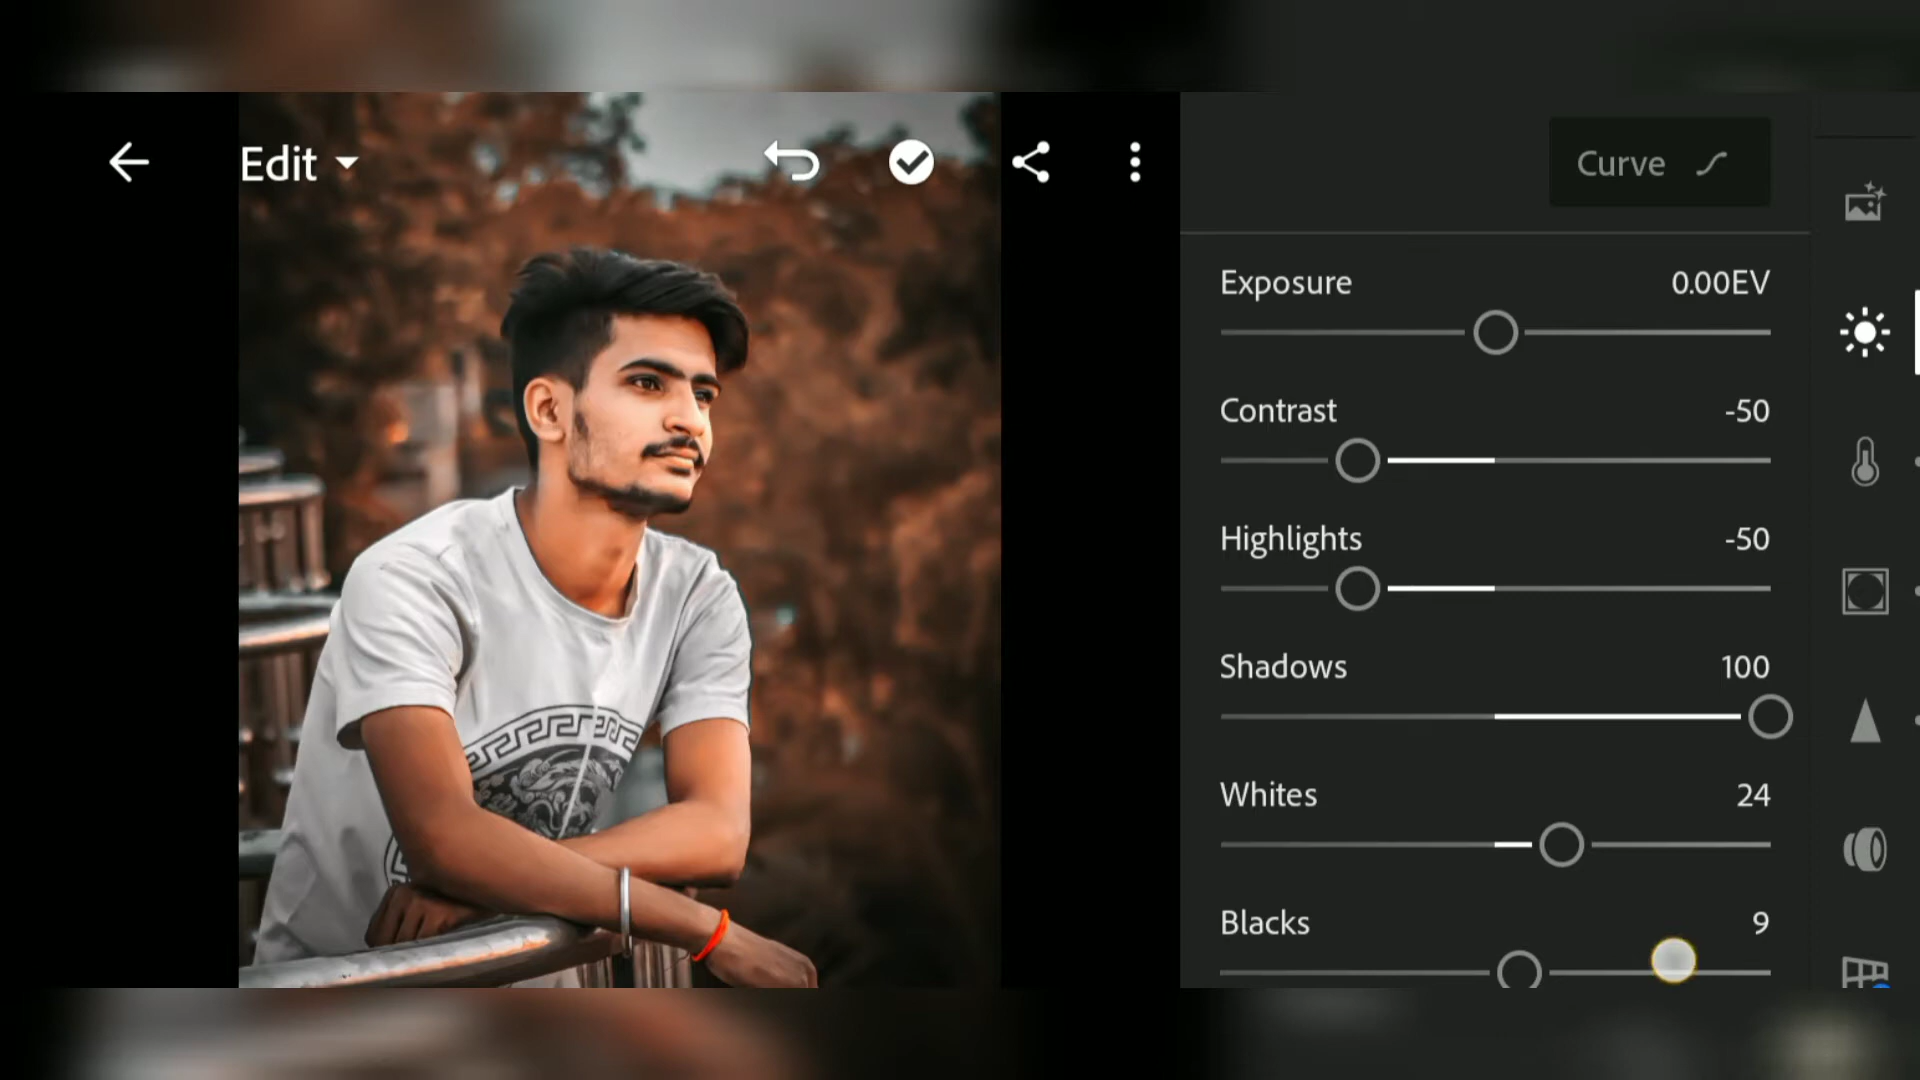 Edit
Curve
Exposure 0.00EV
Contrast -50
Highlights -50
Shadows 100
Whites 24
Blacks 9